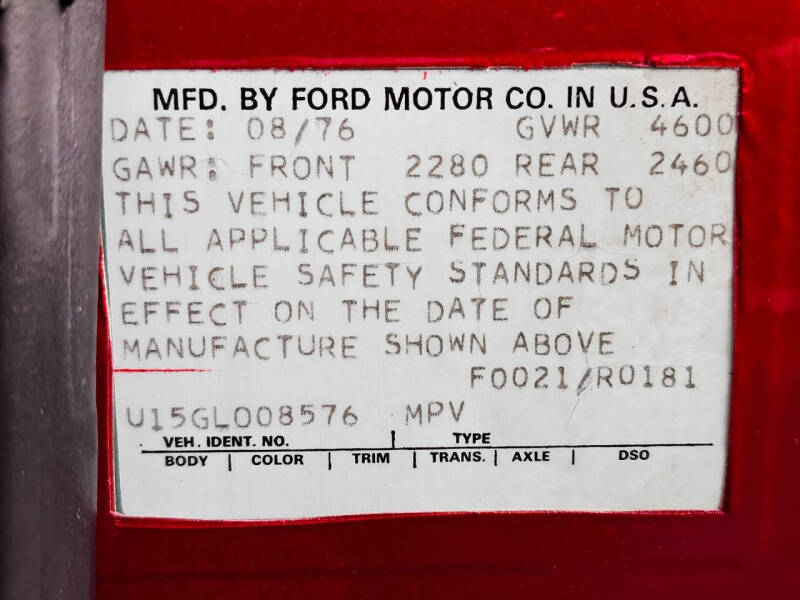 MFD. BY FORD MOTOR CO. IN U.S.A.
DATE: 08/76 GVWR 4600
GAWR: FRONT 2280 REAR 2460
THIS VEHICLE CONFORMS TO
ALL APPLICABLE FEDERAL MOTOR
VEHICLE SAFETY STANDARDS IN
EFFECT ON THE DATE OF
MANUFACTURE SHOWN ABOVE
F0021/R0181
U15GL008576 MPV
VEH. IDENT. NO. | TYPE
BODY | COLOR | TRIM | TRANS. | AXLE | DSO